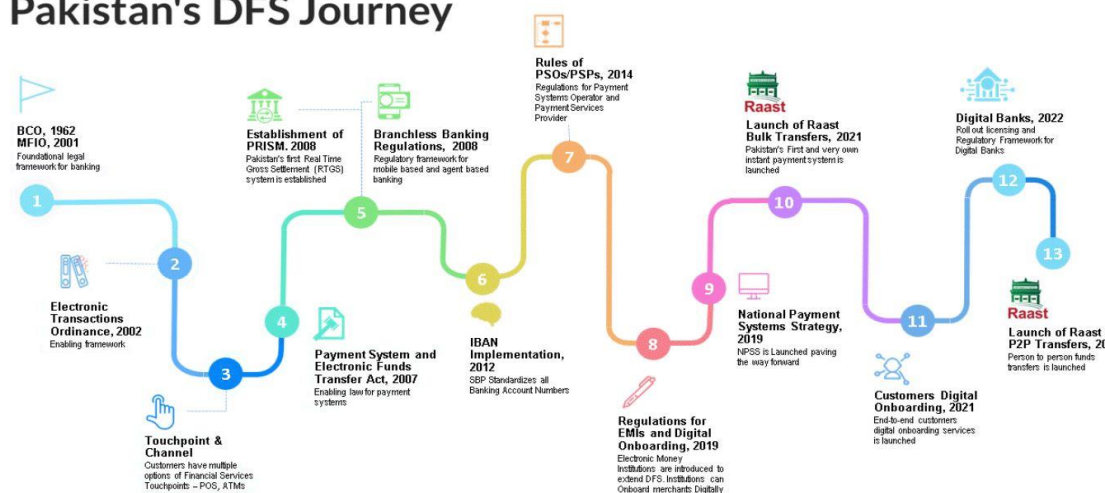 Pakistan's DFS Journey
1
BCO, 1962
MFIO, 2001
Foundational legal
framework for banking
2
Electronic
Transactions
Ordinance, 2002
Enabling framework
3
Touchpoint &
Channel
Customers have multiple
options of Financial Services
Touchpoints – POS, ATMs
4
Payment System and
Electronic Funds
Transfer Act, 2007
Enabling law for payment
systems
5
Establishment of
PRISM. 2008
Pakistan's first Real Time
Gross Settlement (RTGS)
system is established
Branchless Banking
Regulations, 2008
Regulatory framework for
mobile based and agent based
banking
6
IBAN
Implementation,
2012
SBP Standardizes all
Banking Account Numbers
7
Rules of
PSOs/PSPs, 2014
Regulations for Payment
Systems Operator and
Payment Services
Provider
8
Regulations for
EMIs and Digital
Onboarding, 2019
Electronic Money
Institutions are introduced to
extend DFS. Institutions can
Onboard merchants Digitally
9
National Payment
Systems Strategy,
2019
NPSS is Launched paving
the way forward
10
Raast
Launch of Raast
Bulk Transfers, 2021
Pakistan's First and very own
instant payment system is
launched
11
Customers Digital
Onboarding, 2021
End-to-end customers
digital onboarding services
is launched
12
Digital Banks, 2022
Roll out licensing and
Regulatory Framework for
Digital Banks
13
Raast
Launch of Raast
P2P Transfers, 20
Person to person funds
transfers is launched